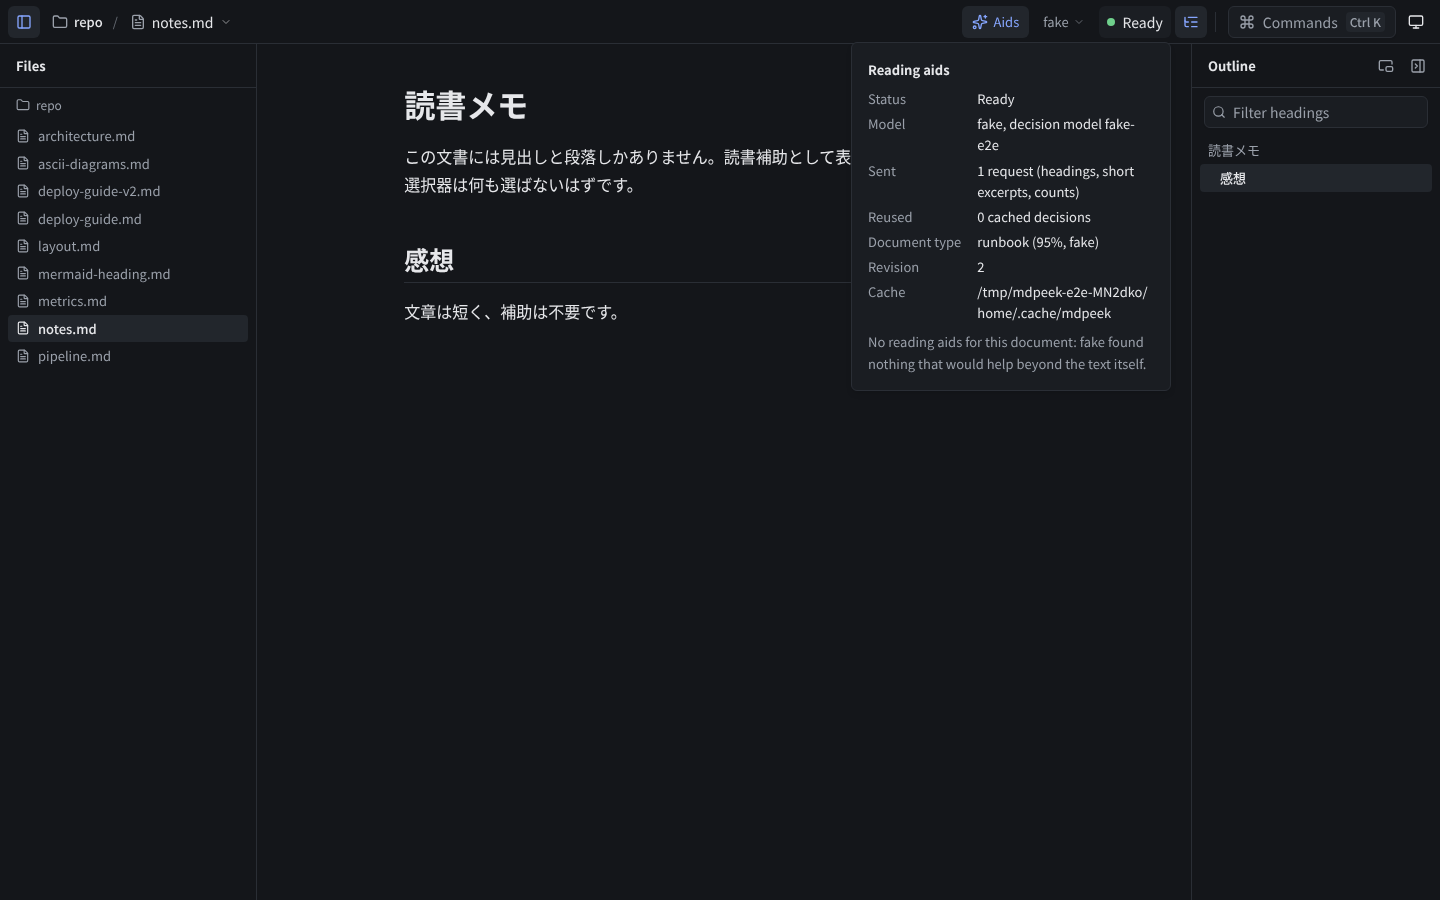 repo / notes.md
Aids
fake
Ready
Commands Ctrl K
Files
repo
architecture.md
ascii-diagrams.md
deploy-guide-v2.md
deploy-guide.md
layout.md
mermaid-heading.md
metrics.md
notes.md
pipeline.md
読書メモ
この文書には見出しと段落しかありません。読書補助として表
選択器は何も選ばないはずです。
感想
文章は短く、補助は不要です。
Reading aids
Status Ready
Model fake, decision model fake-
e2e
Sent 1 request (headings, short
excerpts, counts)
Reused 0 cached decisions
Document type runbook (95%, fake)
Revision 2
Cache /tmp/mdpeek-e2e-MN2dko/
home/.cache/mdpeek
No reading aids for this document: fake found
nothing that would help beyond the text itself.
Outline
Filter headings
読書メモ
感想